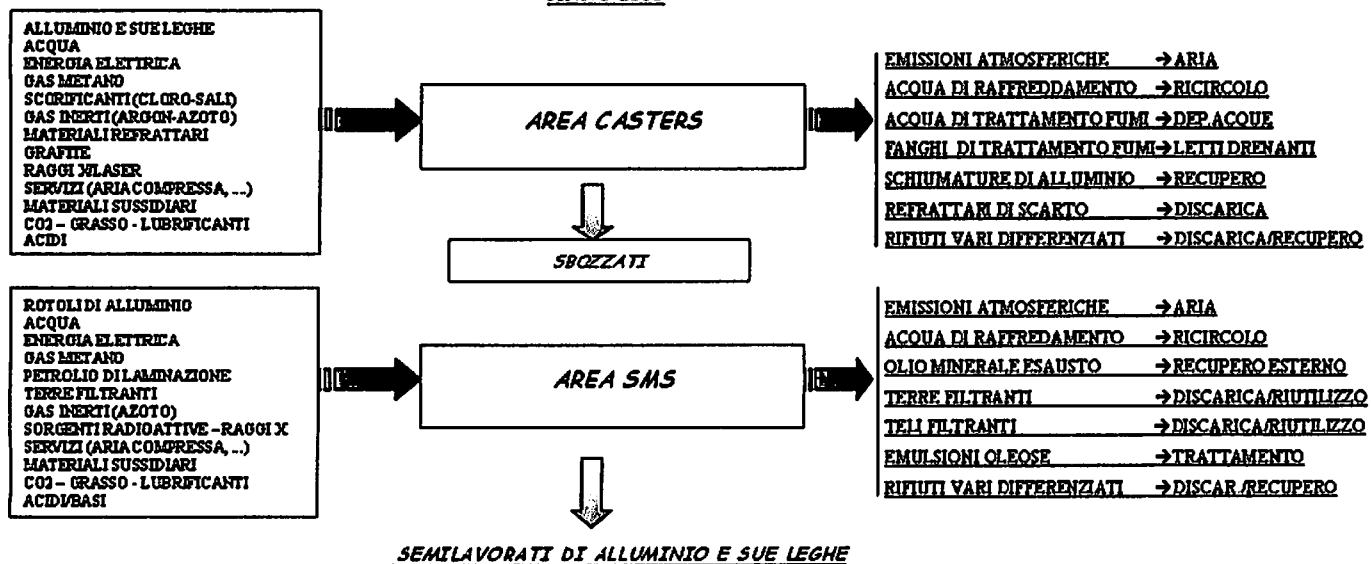 ALLUMINIO E SUE LEGHE
ACQUA
ENERGIA ELETTRICA
GAS METANO
SCORIFICANTI (CLORO-SALI)
GAS INERTI (ARGON-AZOTO)
MATERIALI REFRATTARI
GRAFITE
RAGGI X/LASER
SERVIZI (ARIA COMPRESSA, ...)
MATERIALI SUSSIDIARI
CO2 – GRASSO - LUBRIFICANTI
ACIDI
AREA CASTERS
EMISSIONI ATMOSFERICHE →ARIA
ACQUA DI RAFFREDDAMENTO →RICIRCOLO
ACQUA DI TRATTAMENTO FUMI →DEP.ACQUE
FANGHI DI TRATTAMENTO FUMI→LETTI DRENANTI
SCHIUMATURE DI ALLUMINIO →RECUPERO
REFRATTARI DI SCARTO →DISCARICA
RIFIUTI VARI DIFFERENZIATI →DISCARICA/RECUPERO
SBOZZATI
ROTOLI DI ALLUMINIO
ACQUA
ENERGIA ELETTRICA
GAS METANO
PETROLIO DI LAMINAZIONE
TERRE FILTRANTI
GAS INERTI (AZOTO)
SORGENTI RADIOATTIVE – RAGGI X
SERVIZI (ARIA COMPRESSA, ...)
MATERIALI SUSSIDIARI
CO2 – GRASSO - LUBRIFICANTI
ACIDI/BASI
AREA SMS
EMISSIONI ATMOSFERICHE →ARIA
ACQUA DI RAFFREDAMENTO →RICIRCOLO
OLIO MINERALE ESAUSTO →RECUPERO ESTERNO
TERRE FILTRANTI →DISCARICA/RIUTILIZZO
TELI FILTRANTI →DISCARICA/RIUTILIZZO
EMULSIONI OLEOSE →TRATTAMENTO
RIFIUTI VARI DIFFERENZIATI →DISCAR./RECUPERO
SEMILAVORATI DI ALLUMINIO E SUE LEGHE